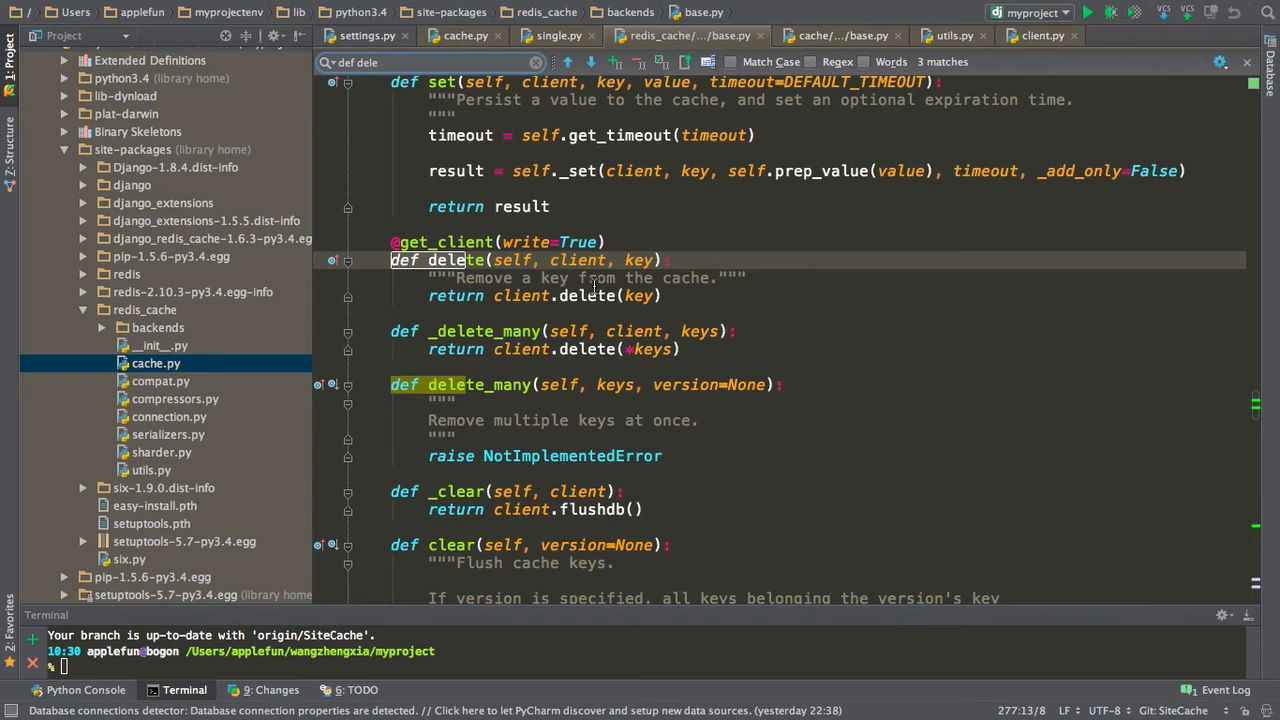 / Users applefun myprojectenv lib python3.4 site-packages redis_cache backends base.py myproject VCS VCS
Project
settings.py cache.py single.py redis_cache/.../base.py cache/.../base.py utils.py client.py
def dele Match Case Regex Words 3 matches
1: Project
Z: Structure
2: Favorites
Database
Extended Definitions
python3.4 (library home)
lib-dynload
plat-darwin
Binary Skeletons
site-packages (library home)
Django-1.8.4.dist-info
django
django_extensions
django_extensions-1.5.5.dist-info
django_redis_cache-1.6.3-py3.4.eg
pip-1.5.6-py3.4.egg
redis
redis-2.10.3-py3.4.egg-info
redis_cache
backends
__init__.py
cache.py
compat.py
compressors.py
connection.py
serializers.py
sharder.py
utils.py
six-1.9.0.dist-info
easy-install.pth
setuptools.pth
setuptools-5.7-py3.4.egg
six.py
pip-1.5.6-py3.4.egg
setuptools-5.7-py3.4.egg (library home)
def set(self, client, key, value, timeout=DEFAULT_TIMEOUT):
"""Persist a value to the cache, and set an optional expiration time.
"""
timeout = self.get_timeout(timeout)
result = self._set(client, key, self.prep_value(value), timeout, _add_only=False)
return result
@get_client(write=True)
def delete(self, client, key):
"""Remove a key from the cache."""
return client.delete(key)
def _delete_many(self, client, keys):
return client.delete(*keys)
def delete_many(self, keys, version=None):
"""
Remove multiple keys at once.
"""
raise NotImplementedError
def _clear(self, client):
return client.flushdb()
def clear(self, version=None):
"""Flush cache keys.
If version is specified, all keys belonging the version's key
Terminal
Your branch is up-to-date with 'origin/SiteCache'.
10:30 applefun@bogon /Users/applefun/wangzhengxia/myproject
%
Python Console Terminal 9: Changes 6: TODO 1 Event Log
Database connections detector: Database connection properties are detected. // Click here to let PyCharm discover and setup new data sources. (yesterday 22:38) 277:13/8 LF UTF-8 Git: SiteCache